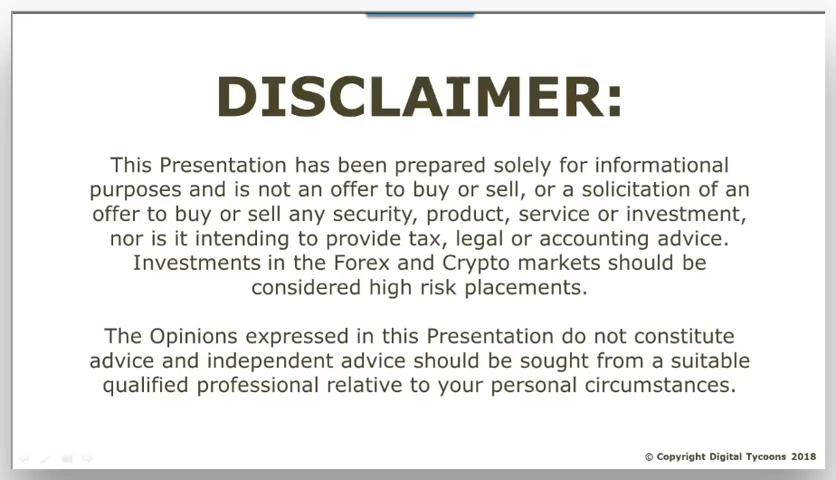 DISCLAIMER:
This Presentation has been prepared solely for informational
purposes and is not an offer to buy or sell, or a solicitation of an
offer to buy or sell any security, product, service or investment,
nor is it intending to provide tax, legal or accounting advice.
Investments in the Forex and Crypto markets should be
considered high risk placements.
The Opinions expressed in this Presentation do not constitute
advice and independent advice should be sought from a suitable
qualified professional relative to your personal circumstances.
© Copyright Digital Tycoons 2018